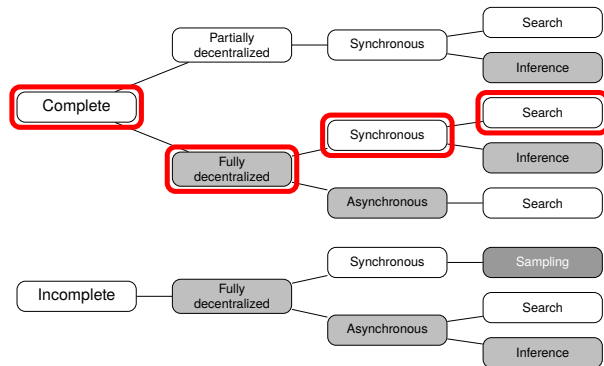 Search
Partially
decentralized
Synchronous
Inference
Complete
Search
Synchronous
Fully
decentralized
Inference
Asynchronous
Search
Synchronous
Sampling
Incomplete
Fully
decentralized
Search
Asynchronous
Inference